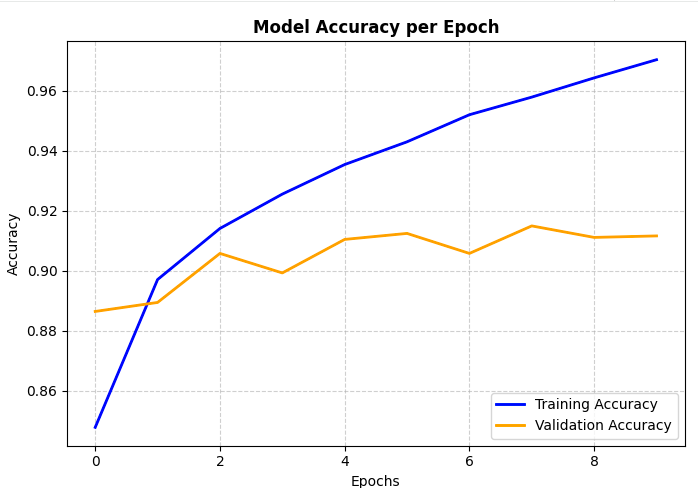 Model Accuracy per Epoch
Accuracy
0.96
0.94
0.92
0.90
0.88
0.86
Training Accuracy
Validation Accuracy
0 2 4 6 8
Epochs